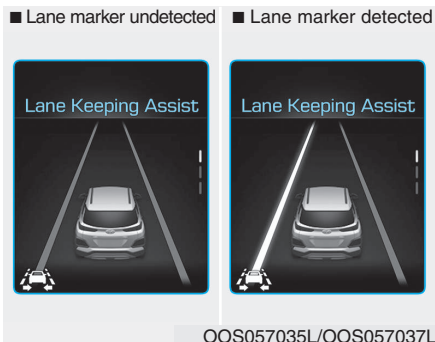 ■ Lane marker undetected
■ Lane marker detected
Lane Keeping Assist
Lane Keeping Assist
OOS057035L/OOS057037L